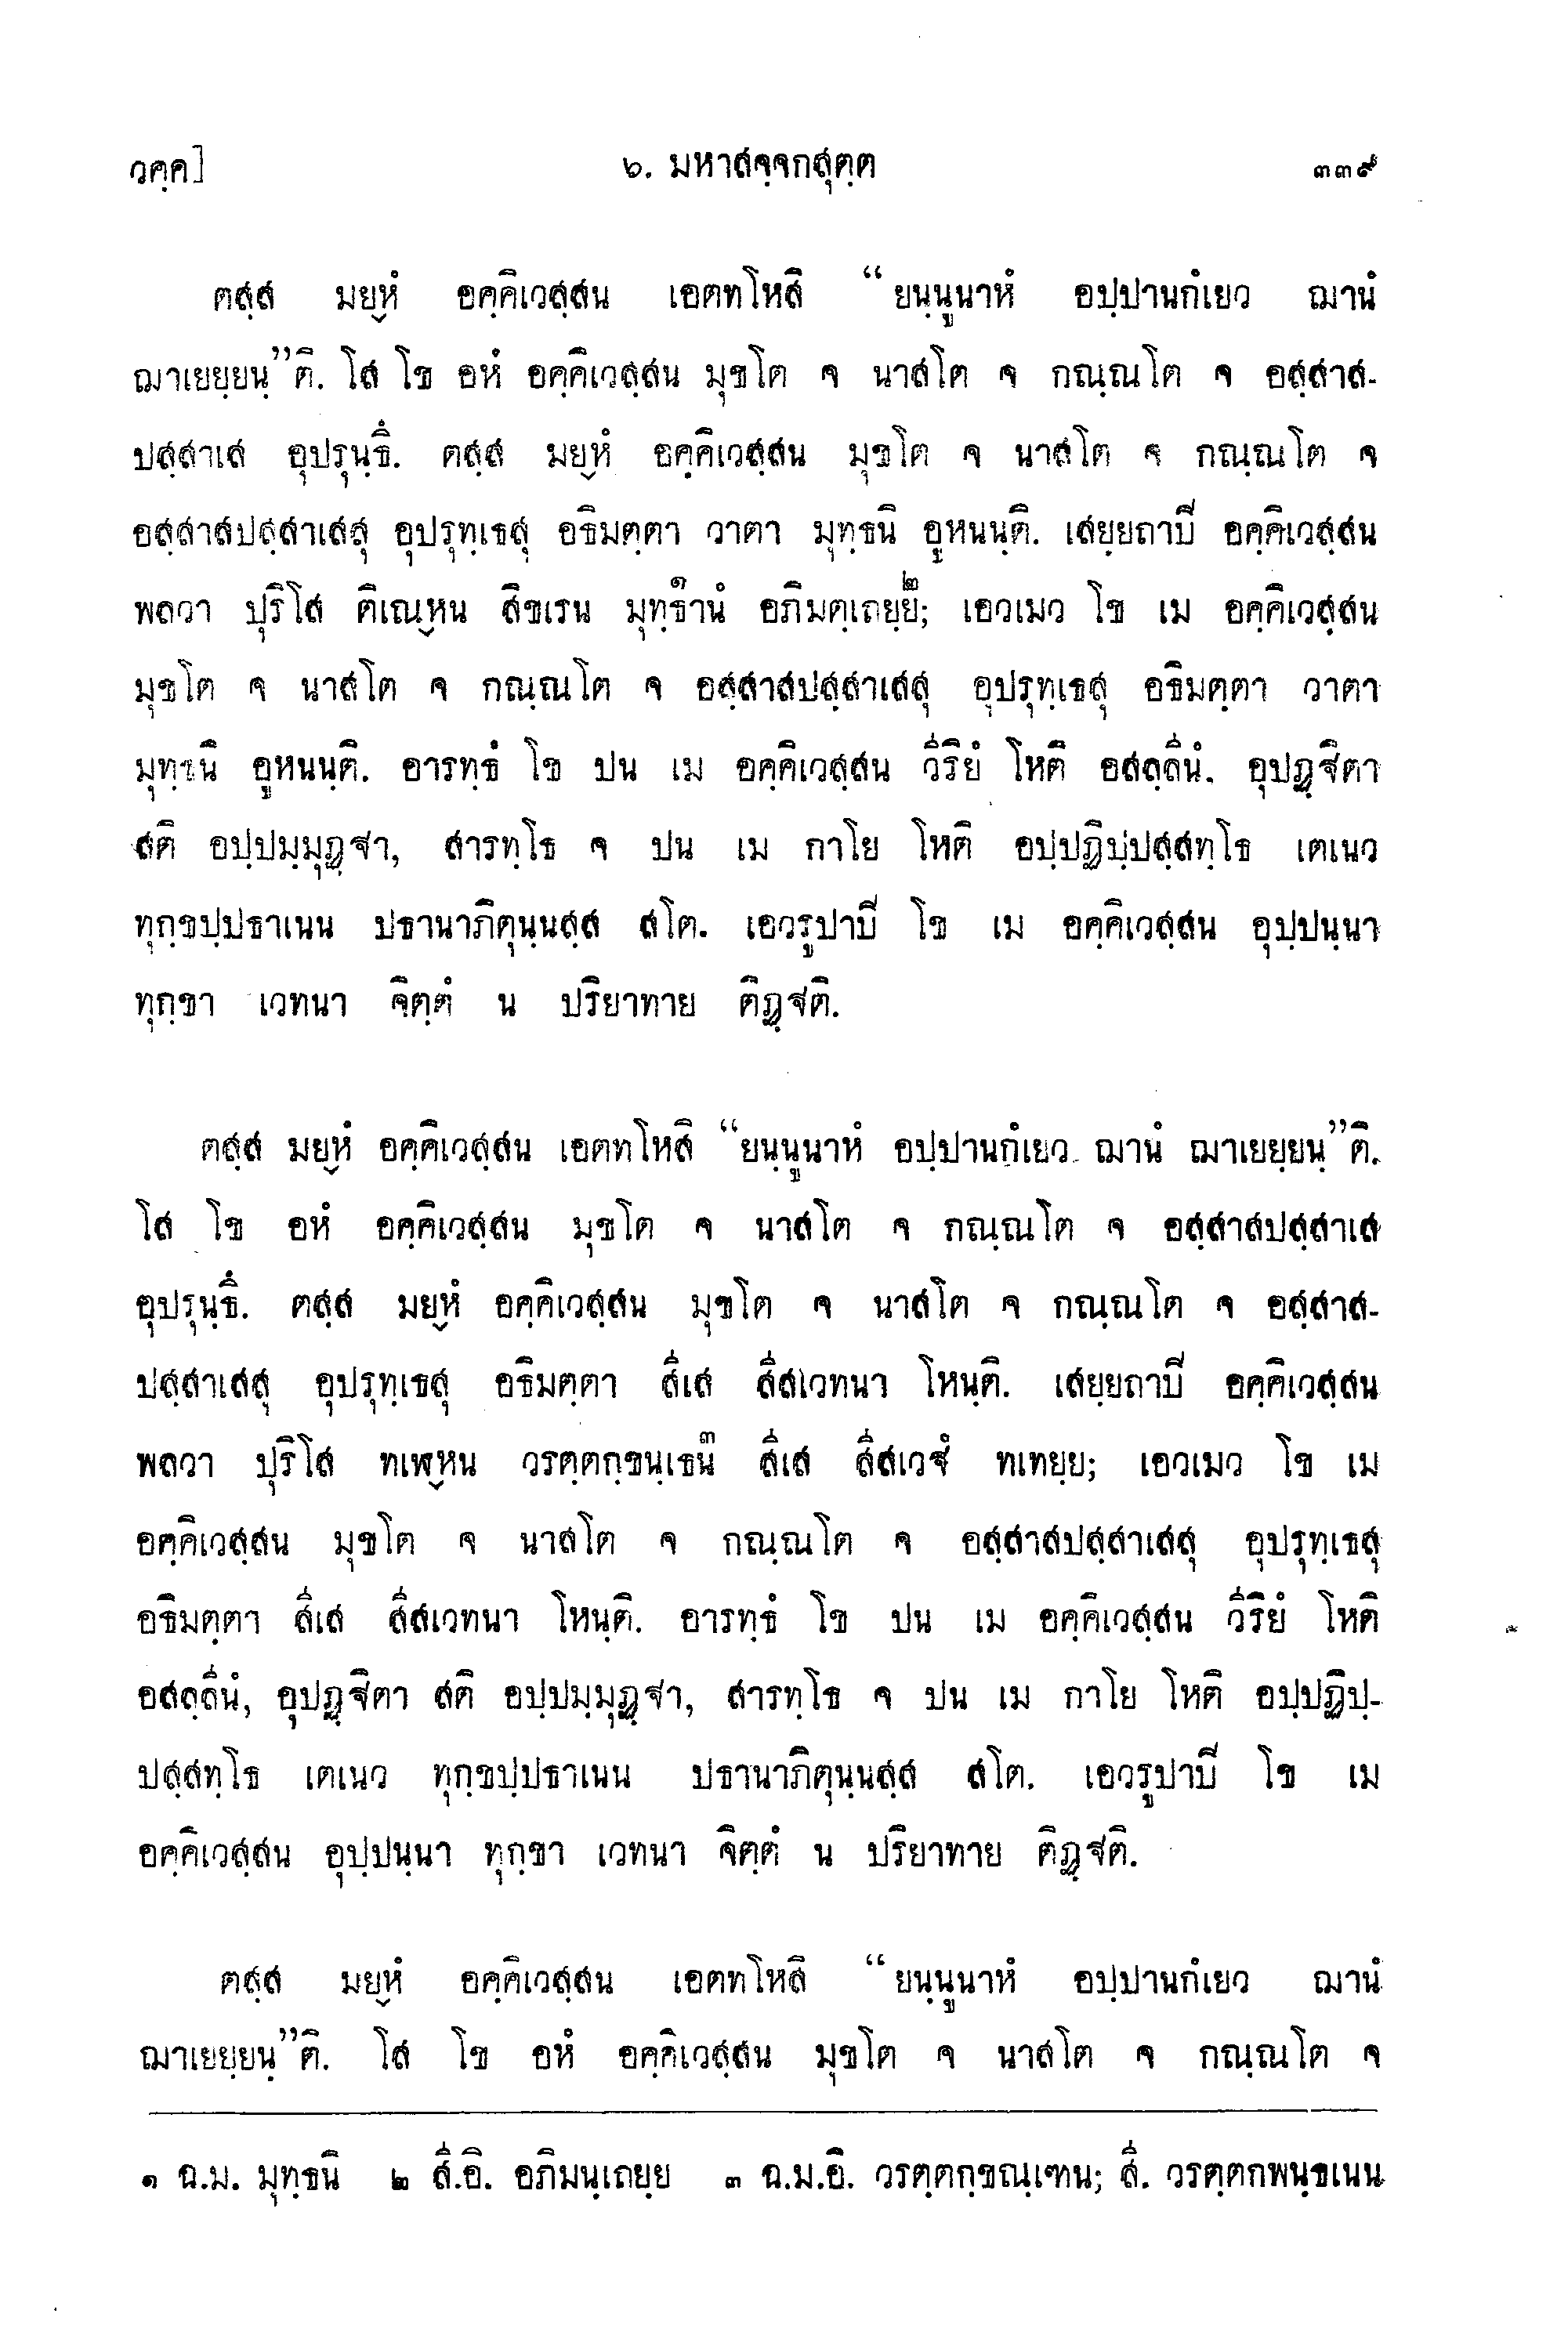 วคฺค]
๖. มหาสจฺจกสุตฺต
๓๓๙
ตสฺส มยฺหํ อคฺคิเวสฺสน เอตทโหสิ “ยนฺนูนาหํ อปฺปานกํเยว ฌานํ
ฌาเยยฺยนฺ”ติ. โส โข อหํ อคฺคิเวสฺสน มุขโต จ นาสโต จ กณฺณโต จ อสฺสาส-
ปสฺสาเส อุปรุนฺธึ. ตสฺส มยฺหํ อคฺคิเวสฺสน มุขโต จ นาสโต จ กณฺณโต จ
อสฺสาสปสฺสาเสสุ อุปรุทฺเธสุ อธิมตฺตา วาตา มุทฺธนิ อูหนนฺติ. เสยฺยถาปี อคฺคิเวสฺสน
พลวา ปุริโส ติเณฺหน สิขเรน มุทฺธานํ๑ อภิมตฺเถยฺย๒; เอวเมว โข เม อคฺคิเวสฺสน
มุขโต จ นาสโต จ กณฺณโต จ อสฺสาสปสฺสาเสสุ อุปรุทฺเธสุ อธิมตฺตา วาตา
มุทฺธนิ อูหนนฺติ. อารทฺธํ โข ปน เม อคฺคิเวสฺสน วีริยํ โหติ อสลฺลีนํ. อุปฏฺฐิตา
สติ อปฺปมฺมุฏฺฐา, สารทฺโธ จ ปน เม กาโย โหติ อปฺปฏิปฺปสฺสทฺโธ เตเนว
ทุกฺขปฺปธาเนน ปธานาภิตุนฺนสฺส สโต. เอวรูปาปี โข เม อคฺคิเวสฺสน อุปฺปนฺนา
ทุกฺขา เวทนา จิตฺตํ น ปริยาทาย ติฏฺฐติ.
ตสฺส มยฺหํ อคฺคิเวสฺสน เอตทโหสิ “ยนฺนูนาหํ อปฺปานกํเยว ฌานํ ฌาเยยฺยนฺ”ติ.
โส โข อหํ อคฺคิเวสฺสน มุขโต จ นาสโต จ กณฺณโต จ อสฺสาสปสฺสาเส
อุปรุนฺธึ. ตสฺส มยฺหํ อคฺคิเวสฺสน มุขโต จ นาสโต จ กณฺณโต จ อสฺสาส-
ปสฺสาเสสุ อุปรุทฺเธสุ อธิมตฺตา สีเส สีสเวทนา โหนฺติ. เสยฺยถาปี อคฺคิเวสฺสน
พลวา ปุริโส ทเฬฺหน วรตฺตกฺขนฺเธน๓ สีเส สีสเวฐํ ทเทยฺย; เอวเมว โข เม
อคฺคิเวสฺสน มุขโต จ นาสโต จ กณฺณโต จ อสฺสาสปสฺสาเสสุ อุปรุทฺเธสุ
อธิมตฺตา สีเส สีสเวทนา โหนฺติ. อารทฺธํ โข ปน เม อคฺคิเวสฺสน วีริยํ โหติ
อสลฺลีนํ, อุปฏฺฐิตา สติ อปฺปมฺมุฏฺฐา, สารทฺโธ จ ปน เม กาโย โหติ อปฺปฏิปฺ-
ปสฺสทฺโธ เตเนว ทุกฺขปฺปธาเนน ปธานาภิตุนฺนสฺส สโต. เอวรูปาปี โข เม
อคฺคิเวสฺสน อุปฺปนฺนา ทุกฺขา เวทนา จิตฺตํ น ปริยาทาย ติฏฺฐติ.
ตสฺส มยฺหํ อคฺคิเวสฺสน เอตทโหสิ “ยนฺนูนาหํ อปฺปานกํเยว ฌานํ
ฌาเยยฺยนฺ”ติ. โส โข อหํ อคฺคิเวสฺสน มุขโต จ นาสโต จ กณฺณโต จ
๑ ฉ.ม. มุทฺธนิ ๒ สี.อิ. อภิมนฺเถยฺย ๓ ฉ.ม.อิ. วรตฺตกฺขณฺเฑน; สี. วรตฺตกพนฺธเนน